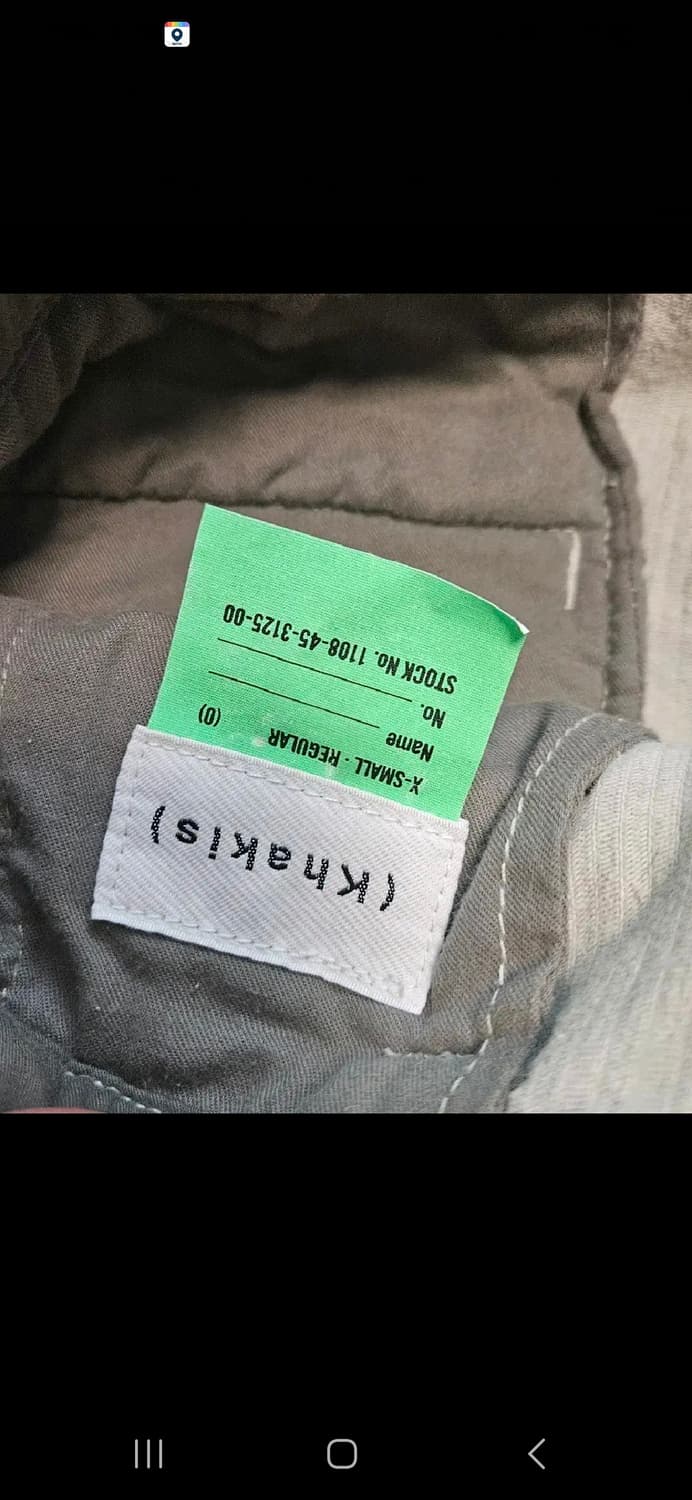 (Khakis)
X-SMALL - REGULAR (0)
Name
No.
STOCK No. 1108-45-3125-00